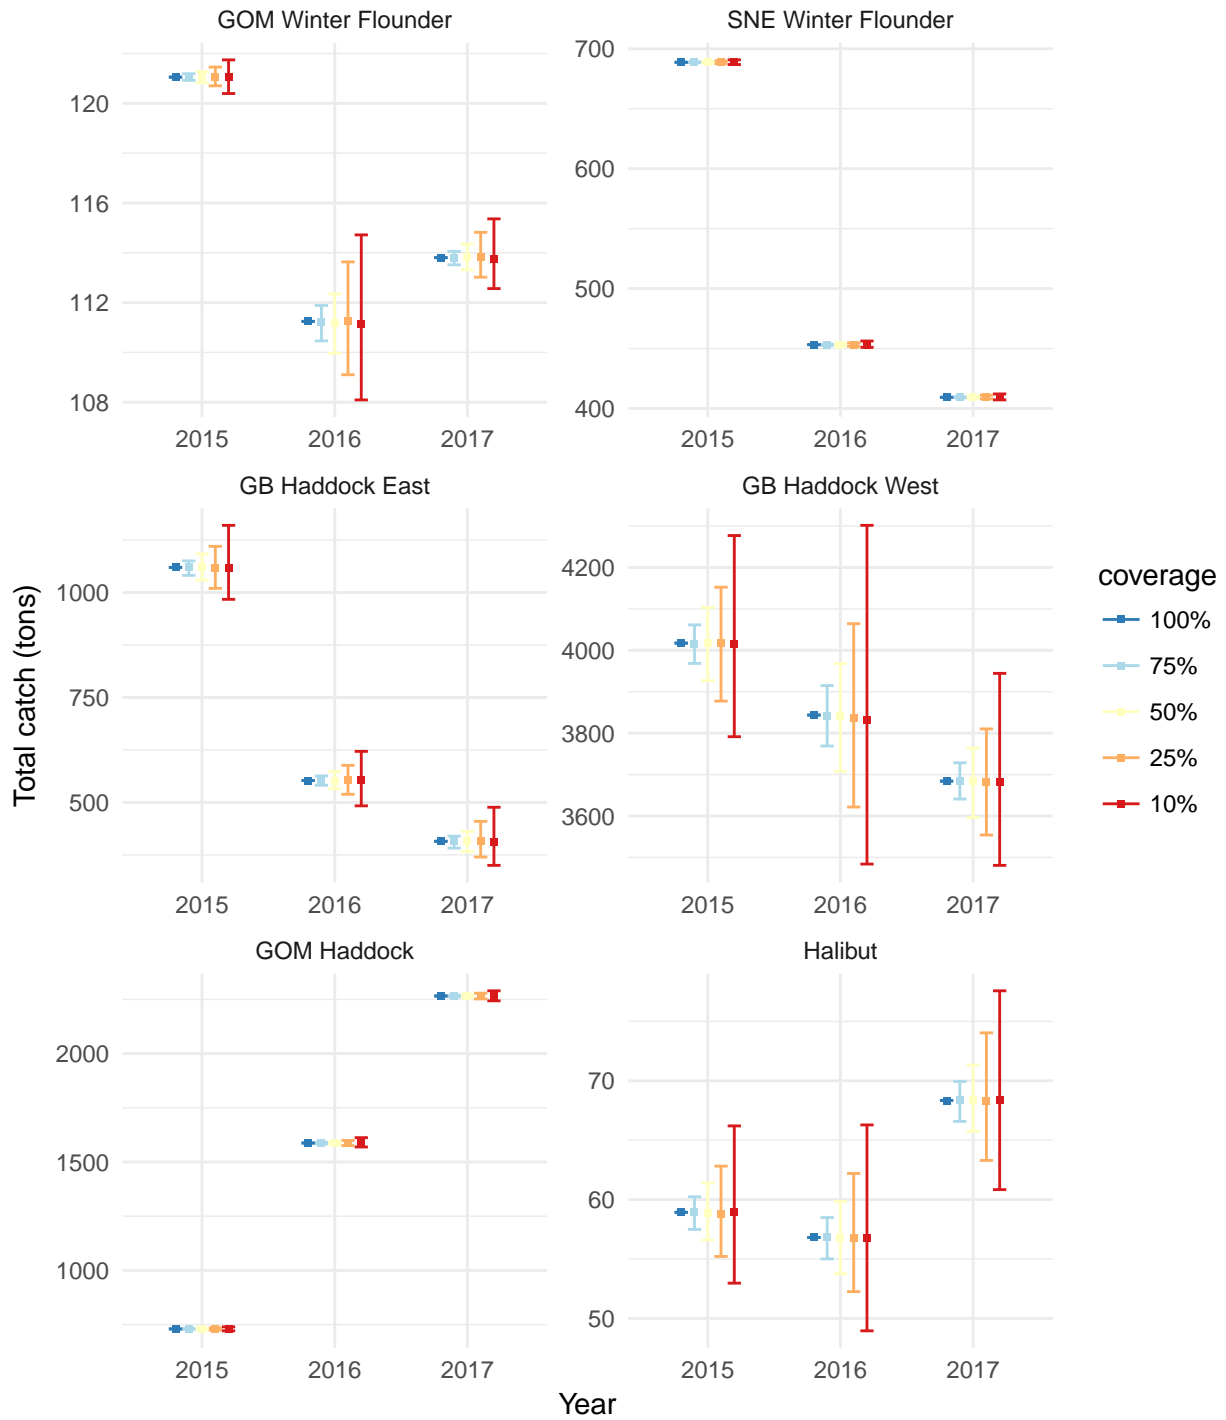 GOM Winter Flounder
SNE Winter Flounder
120
116
112
108
2015 2016 2017
700
600
500
400
2015 2016 2017
GB Haddock East
GB Haddock West
1000
750
500
2015 2016 2017
4200
4000
3800
3600
2015 2016 2017
GOM Haddock
Halibut
2000
1500
1000
2015 2016 2017
70
60
50
2015 2016 2017
Total catch (tons)
Year
coverage
100%
75%
50%
25%
10%